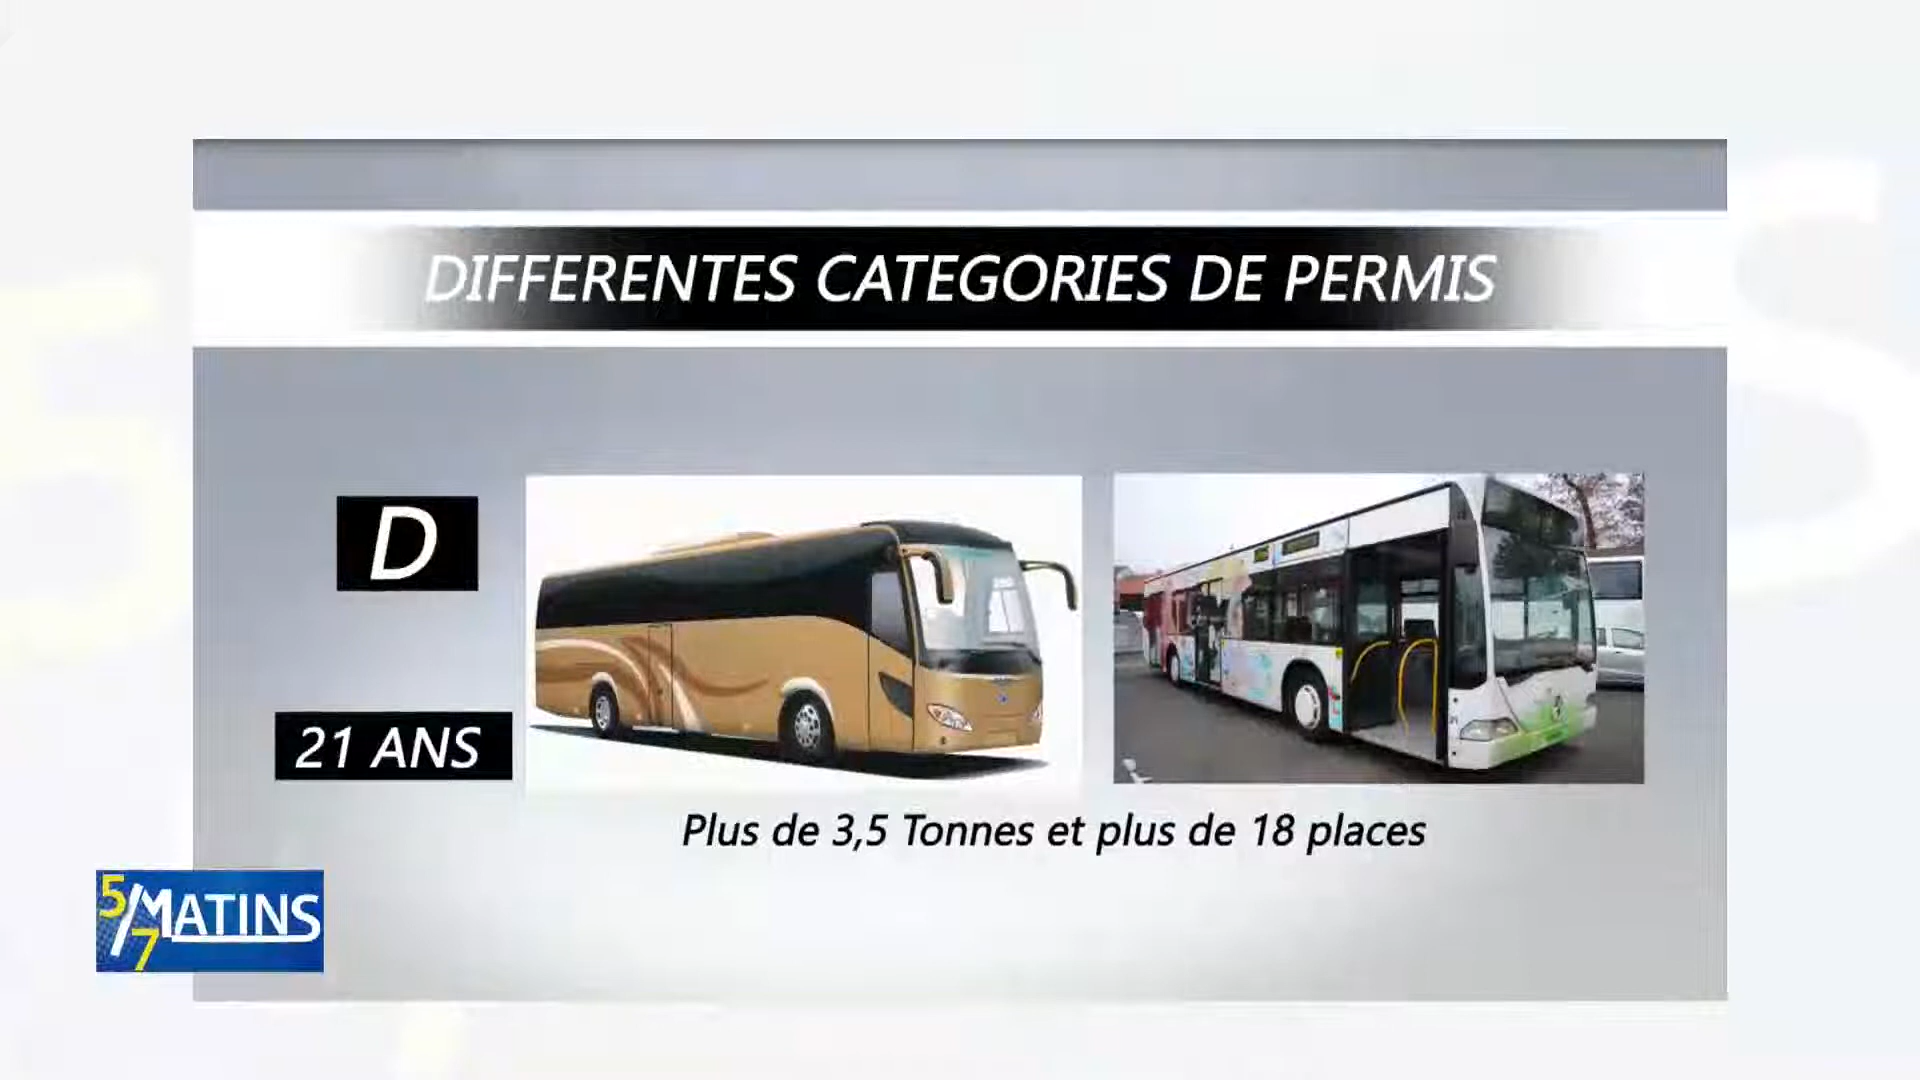 DIFFERENTES CATEGORIES DE PERMIS
D
21 ANS
Plus de 3,5 Tonnes et plus de 18 places
5/7 MATINS